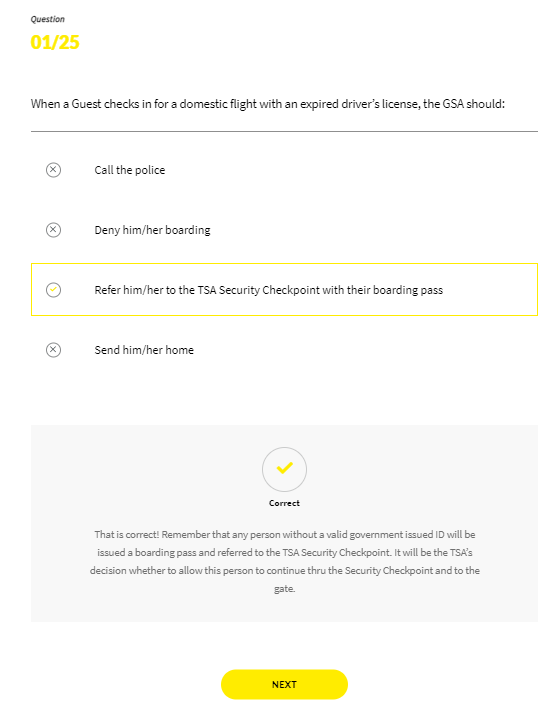 Question
01/25
When a Guest checks in for a domestic flight with an expired driver's license, the GSA should:
Call the police
Deny him/her boarding
Refer him/her to the TSA Security Checkpoint with their boarding pass
Send him/her home
Correct
That is correct! Remember that any person without a valid government issued ID will be
issued a boarding pass and referred to the TSA Security Checkpoint. It will be the TSA's
decision whether to allow this person to continue thru the Security Checkpoint and to the
gate.
NEXT